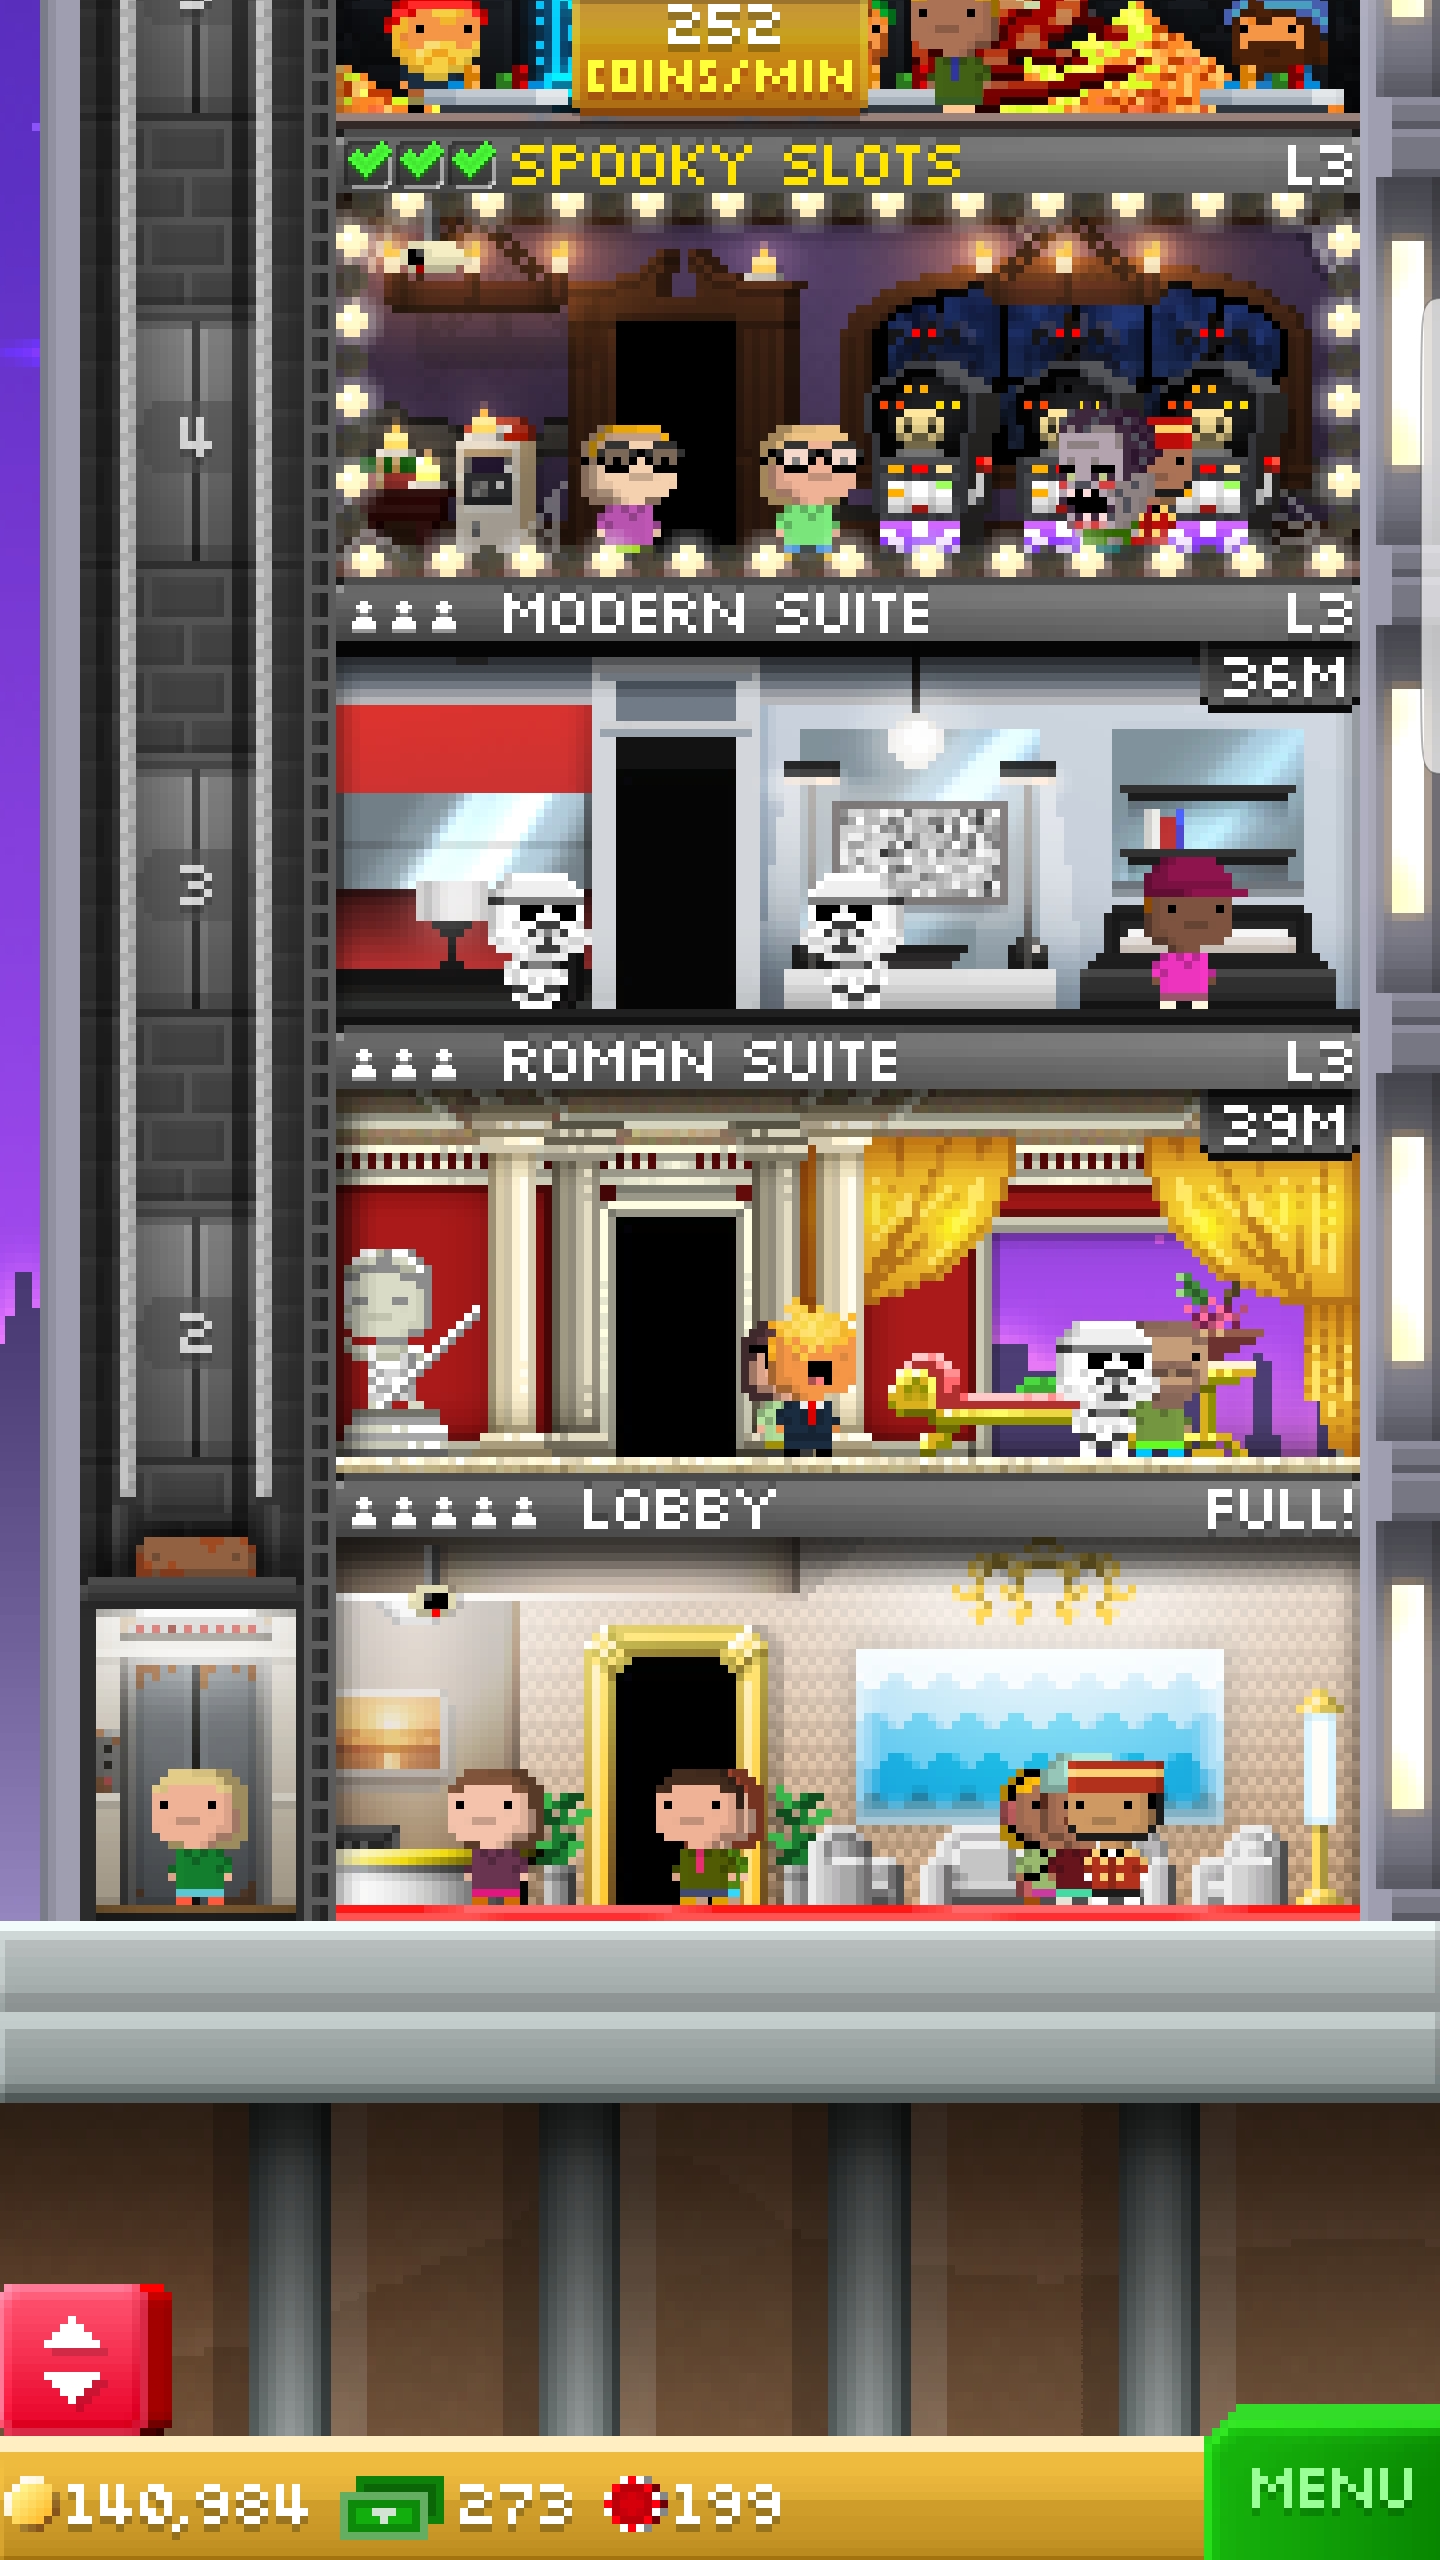 252
COINS/MIN
SPOOKY SLOTS L3
4
MODERN SUITE L3
36M
3
ROMAN SUITE L3
39M
2
LOBBY FULL!
140,984 273 199
MENU